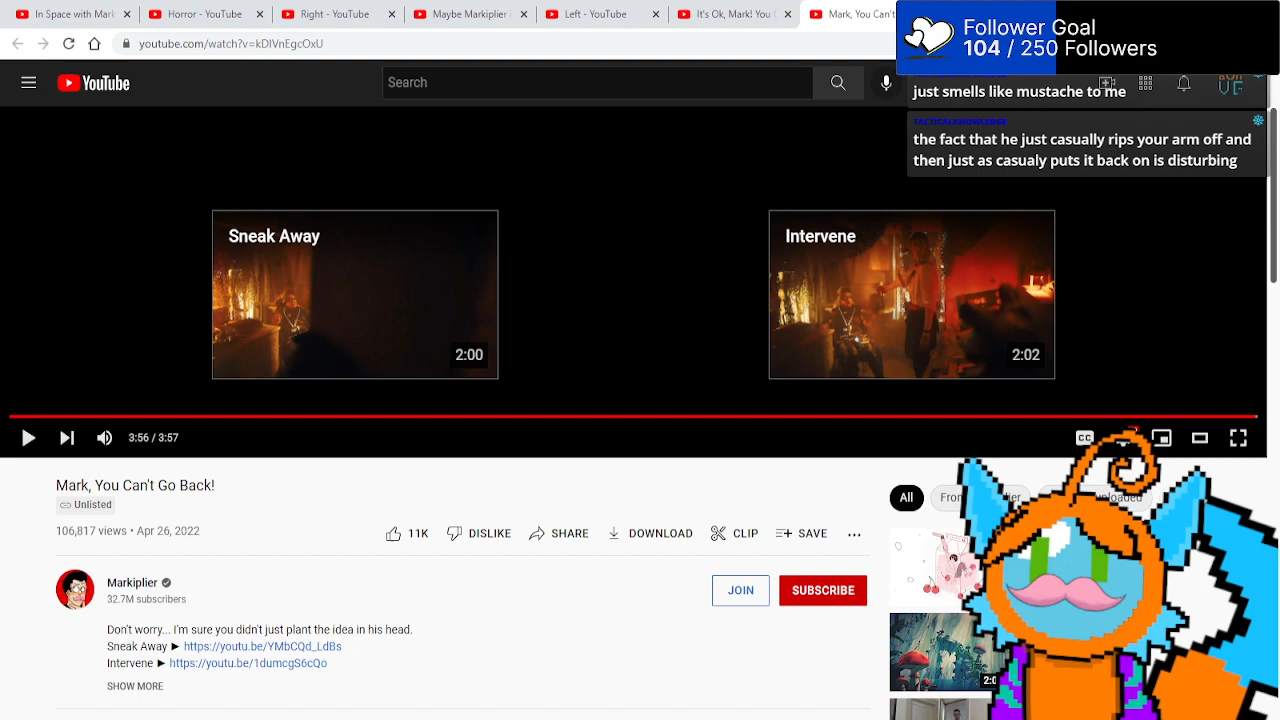 In Space with Mark
Horror - YouTube
Right - YouTube
Maybe Markiplier
Left - YouTube
It's Ok, Mark! You C
Mark, You Can't
Follower Goal
104 / 250 Followers
youtube.com/watch?v=kDIVnEgcOxU
YouTube
Search
just smells like mustache to me
TACTICALKNOWLEDGE
the fact that he just casually rips your arm off and
then just as casualy puts it back on is disturbing
Sneak Away
2:00
Intervene
2:02
3:56 / 3:57
CC
Mark, You Can't Go Back!
Unlisted
106,817 views • Apr 26, 2022
11K
DISLIKE
SHARE
DOWNLOAD
CLIP
SAVE
All
Markiplier
32.7M subscribers
JOIN
SUBSCRIBE
Don't worry... I'm sure you didn't just plant the idea in his head.
Sneak Away ► https://youtu.be/YMbCQd_LdBs
Intervene ► https://youtu.be/1dumcgS6cQo
SHOW MORE